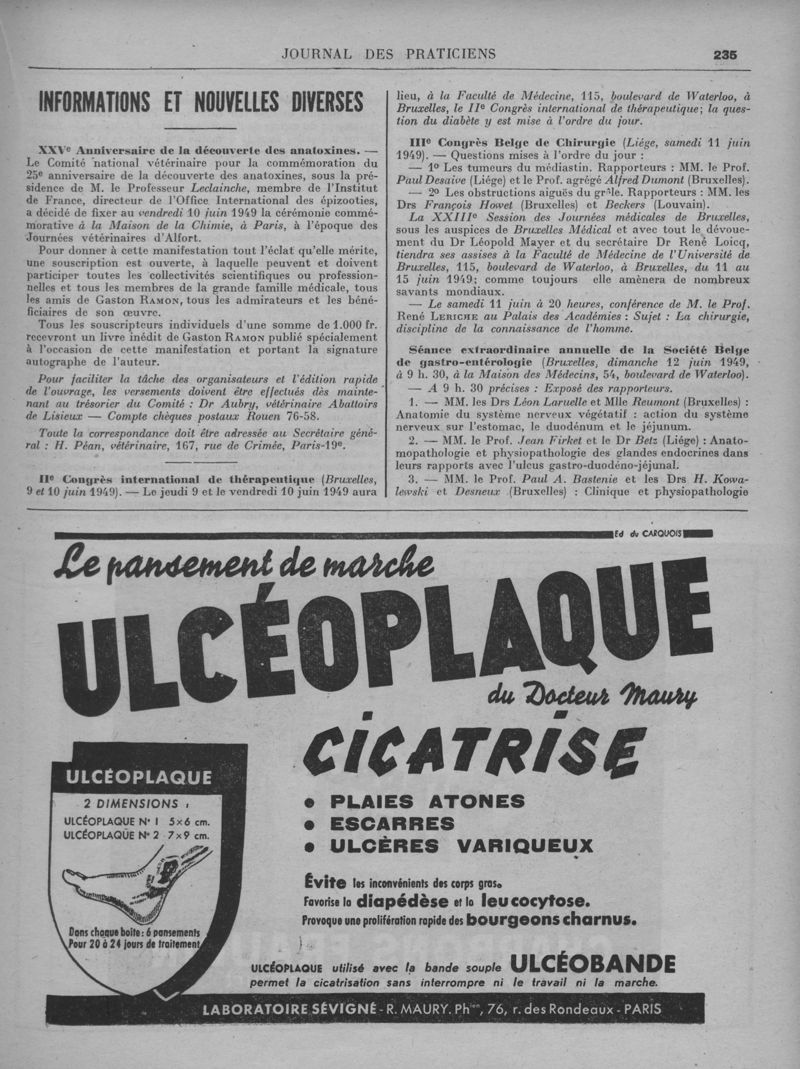 JOURNAL DES PRATICIENS 235
INFORMATIONS ET NOUVELLES DIVERSES
XXVe Anniversaire de la découverte des anatoxines. —
Le Comité national vétérinaire pour la commémoration du
25e anniversaire de la découverte des anatoxines, sous la pré-
sidence de M. le Professeur Leclainche, membre de l'Institut
de France, directeur de l'Office International des épizooties,
a décidé de fixer au vendredi 10 juin 1949 la cérémonie commé-
morative à la Maison de la Chimie, à Paris, à l'époque des
Journées vétérinaires d'Alfort.
Pour donner à cette manifestation tout l'éclat qu'elle mérite,
une souscription est ouverte, à laquelle peuvent et doivent
participer toutes les collectivités scientifiques ou profession-
nelles et tous les membres de la grande famille médicale, tous
les amis de Gaston RAMON, tous les admirateurs et les béné-
ficiaires de son œuvre.
Tous les souscripteurs individuels d'une somme de 1.000 fr.
recevront un livre inédit de Gaston RAMON publié spécialement
à l'occasion de cette manifestation et portant la signature
autographe de l'auteur.
Pour faciliter la tâche des organisateurs et l'édition rapide
de l'ouvrage, les versements doivent être effectués dès mainte-
nant au trésorier du Comité : Dr Aubry, vétérinaire Abattoirs
de Lisieux — Compte chèques postaux Rouen 76-58.
Toute la correspondance doit être adressée au Secrétaire géné-
ral : H. Péan, vétérinaire, 167, rue de Crimée, Paris-19e.
IIe Congrès international de thérapeutique (Bruxelles,
9 et 10 juin 1949). — Le jeudi 9 et le vendredi 10 juin 1949 aura
lieu, à la Faculté de Médecine, 115, boulevard de Waterloo, à
Bruxelles, le IIe Congrès international de thérapeutique; la ques-
tion du diabète y est mise à l'ordre du jour.
IIIe Congrès Belge de Chirurgie (Liége, samedi 11 juin
1949). — Questions mises à l'ordre du jour :
— 1o Les tumeurs du médiastin. Rapporteurs : MM. le Prof.
Paul Desaive (Liége) et le Prof. agrégé Alfred Dumont (Bruxelles).
— 2o Les obstructions aiguës du grêle. Rapporteurs : MM. les
Drs François Howet (Bruxelles) et Beckers (Louvain).
La XXIIIe Session des Journées médicales de Bruxelles,
sous les auspices de Bruxelles Médical et avec tout le dévoue-
ment du Dr Léopold Mayer et du secrétaire Dr René Loicq,
tiendra ses assises à la Faculté de Médecine de l'Université de
Bruxelles, 115, boulevard de Waterloo, à Bruxelles, du 11 au
15 juin 1949; comme toujours elle amènera de nombreux
savants mondiaux.
— Le samedi 11 juin à 20 heures, conférence de M. le Prof.
René LERICHE au Palais des Académies : Sujet : La chirurgie,
discipline de la connaissance de l'homme.
Séance extraordinaire annuelle de la Société Belge
de gastro-entérologie (Bruxelles, dimanche 12 juin 1949,
à 9 h. 30, à la Maison des Médecins, 54, boulevard de Waterloo).
— A 9 h. 30 précises : Exposé des rapporteurs.
1. — MM. les Drs Léon Laruelle et Mlle Reumont (Bruxelles) :
Anatomie du système nerveux végétatif : action du système
nerveux sur l'estomac, le duodénum et le jéjunum.
2. — MM. le Prof. Jean Firket et le Dr Betz (Liége) : Anato-
mopathologie et physiopathologie des glandes endocrines dans
leurs rapports avec l'ulcus gastro-duodéno-jéjunal.
3. — MM. le Prof. Paul A. Bastenie et les Drs H. Kowa-
lewski et Desneux (Bruxelles) : Clinique et physiopathologie
Ed du CARQUOIS
Le pansement de marche
ULCÉOPLAQUE
du Docteur Maury
CICATRISE
• PLAIES ATONES
• ESCARRES
• ULCÈRES VARIQUEUX
Évite les inconvénients des corps gras.
Favorise la diapédèse et la leucocytose.
Provoque une prolifération rapide des bourgeons charnus.
ULCÉOPLAQUE
2 DIMENSIONS :
ULCÉOPLAQUE No 1 5x6 cm.
ULCÉOPLAQUE No 2 - 7x9 cm.
Dans chaque boite : 6 pansements
Pour 20 à 24 jours de traitement
ULCÉOPLAQUE utilisé avec la bande souple ULCÉOBANDE
permet la cicatrisation sans interrompre ni le travail ni la marche.
LABORATOIRE SÉVIGNÉ - R. MAURY. Phien, 76, r. des Rondeaux - PARIS